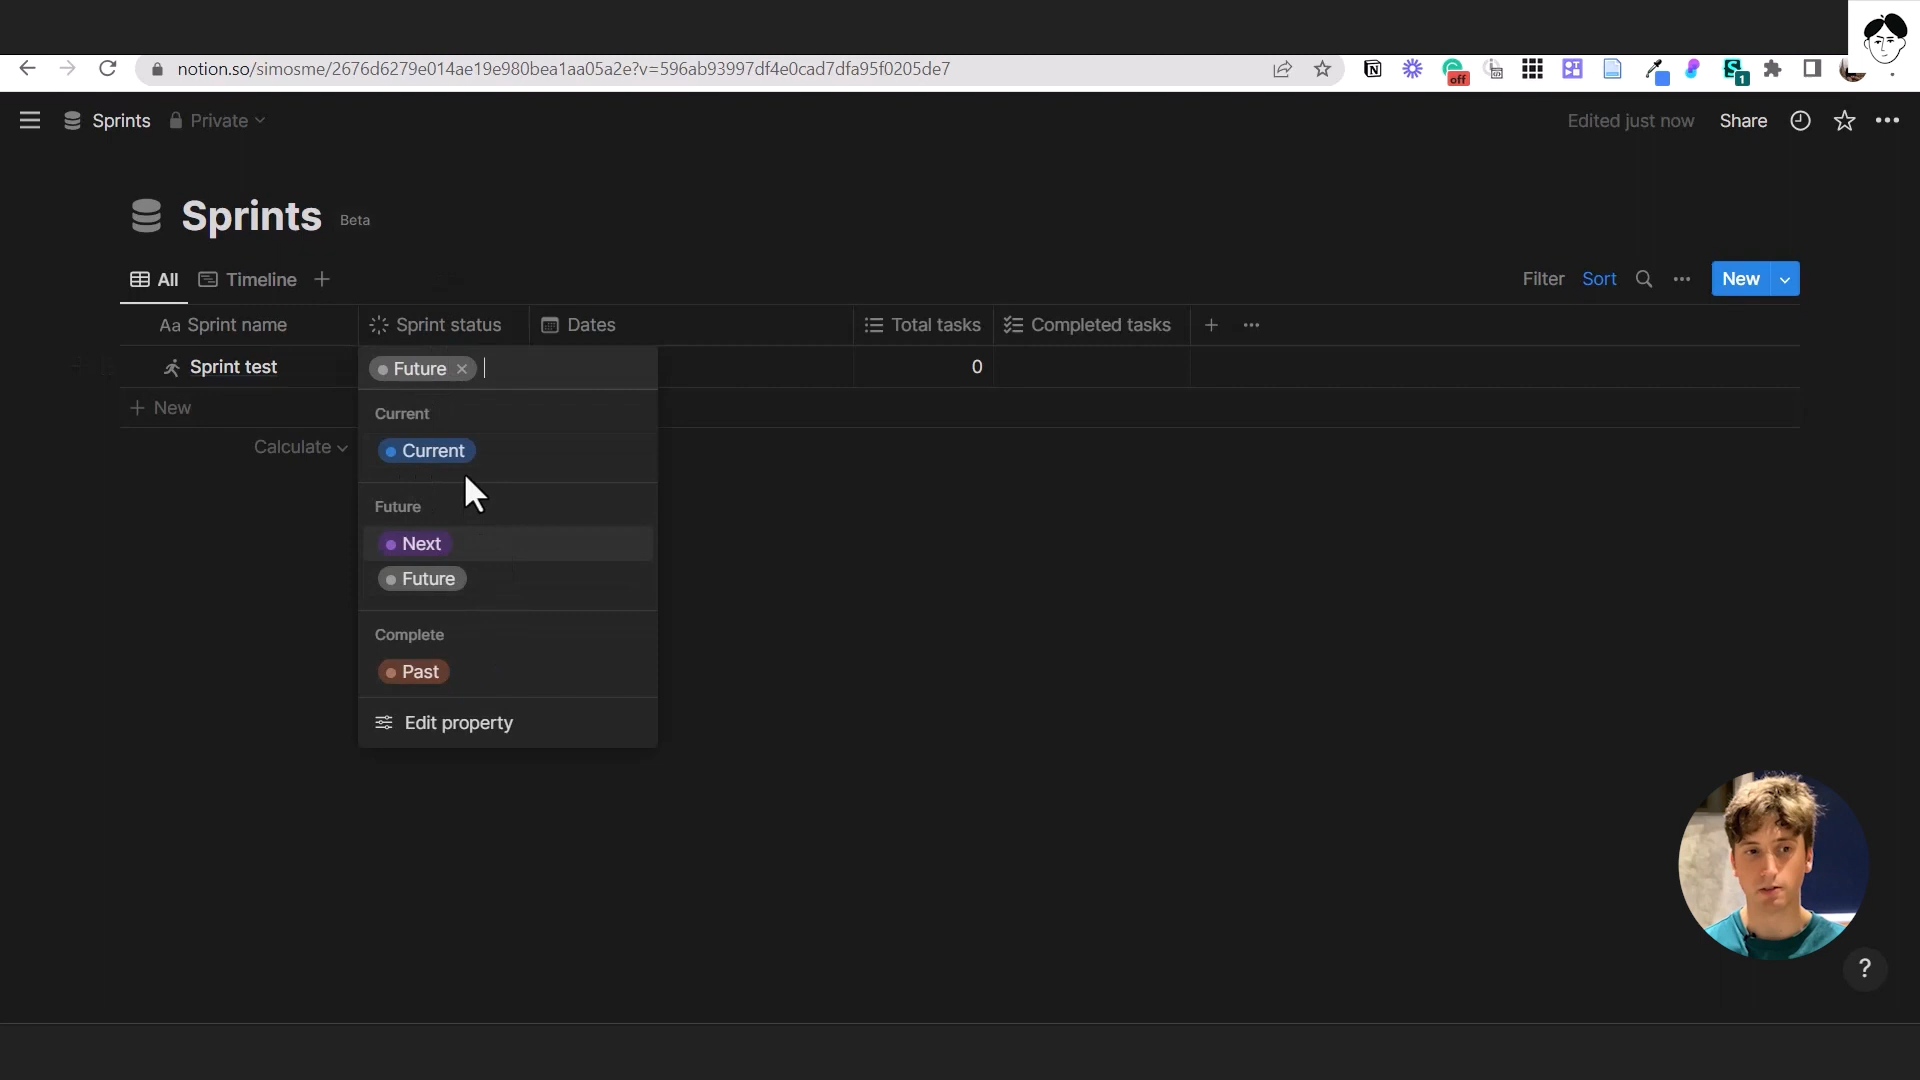 notion.so/simosme/2676d6279e014ae19e980bea1aa05a2e?v=596ab93997df4e0cad7dfa95f0205de7
off
1
Sprints Private
Edited just now Share
Sprints Beta
All Timeline
Filter Sort New
Aa Sprint name Sprint status Dates Total tasks Completed tasks
Sprint test Future 0
New
Calculate
Current
Current
Future
Next
Future
Complete
Past
Edit property
?